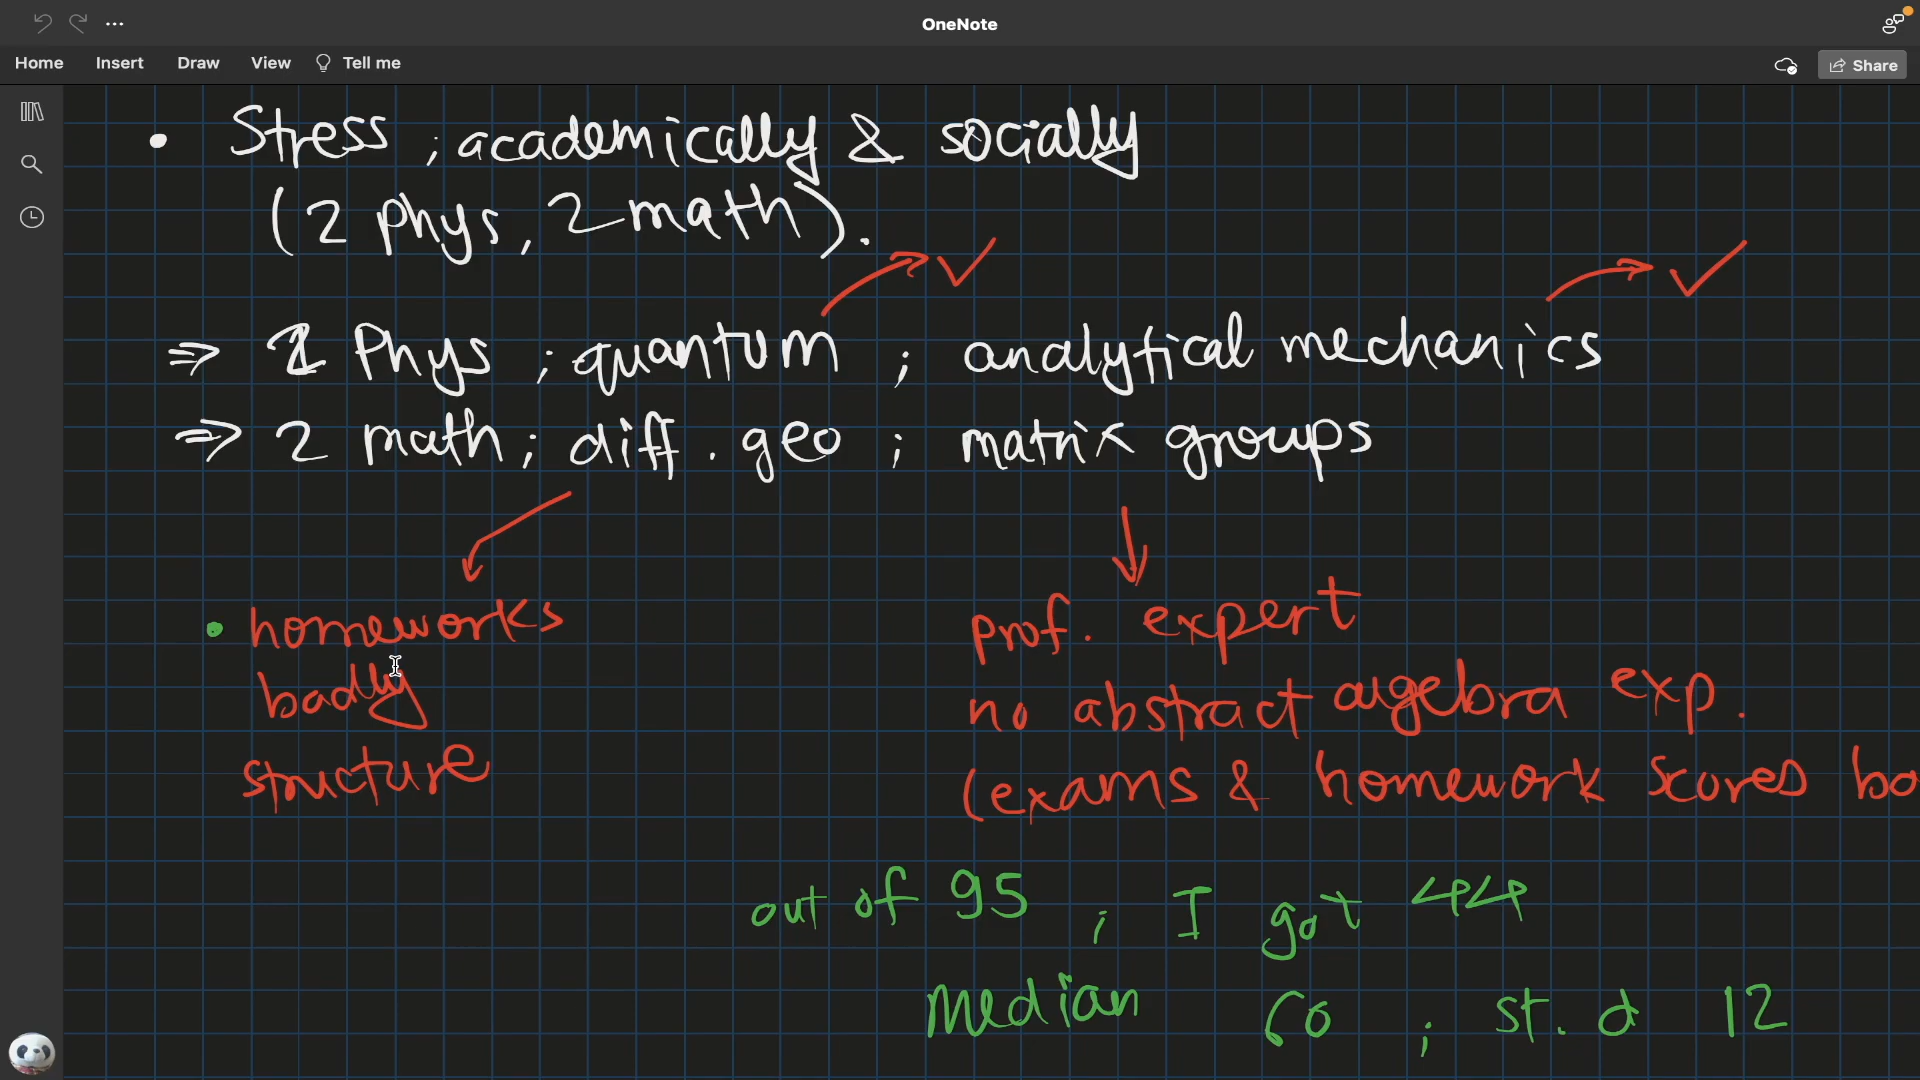 OneNote
Home Insert Draw View Tell me Share
• Stress ; academically & socially
(2 phys, 2 math).
⇒ 2 Phys ; quantum ; analytical mechanics
⇒ 2 math ; diff. geo ; matrix groups
• homeworks
badly
structure
prof. expert
no abstract algebra exp.
(exams & homework scores ba
out of 95 ; I got 44
median 60 ; st. d 12